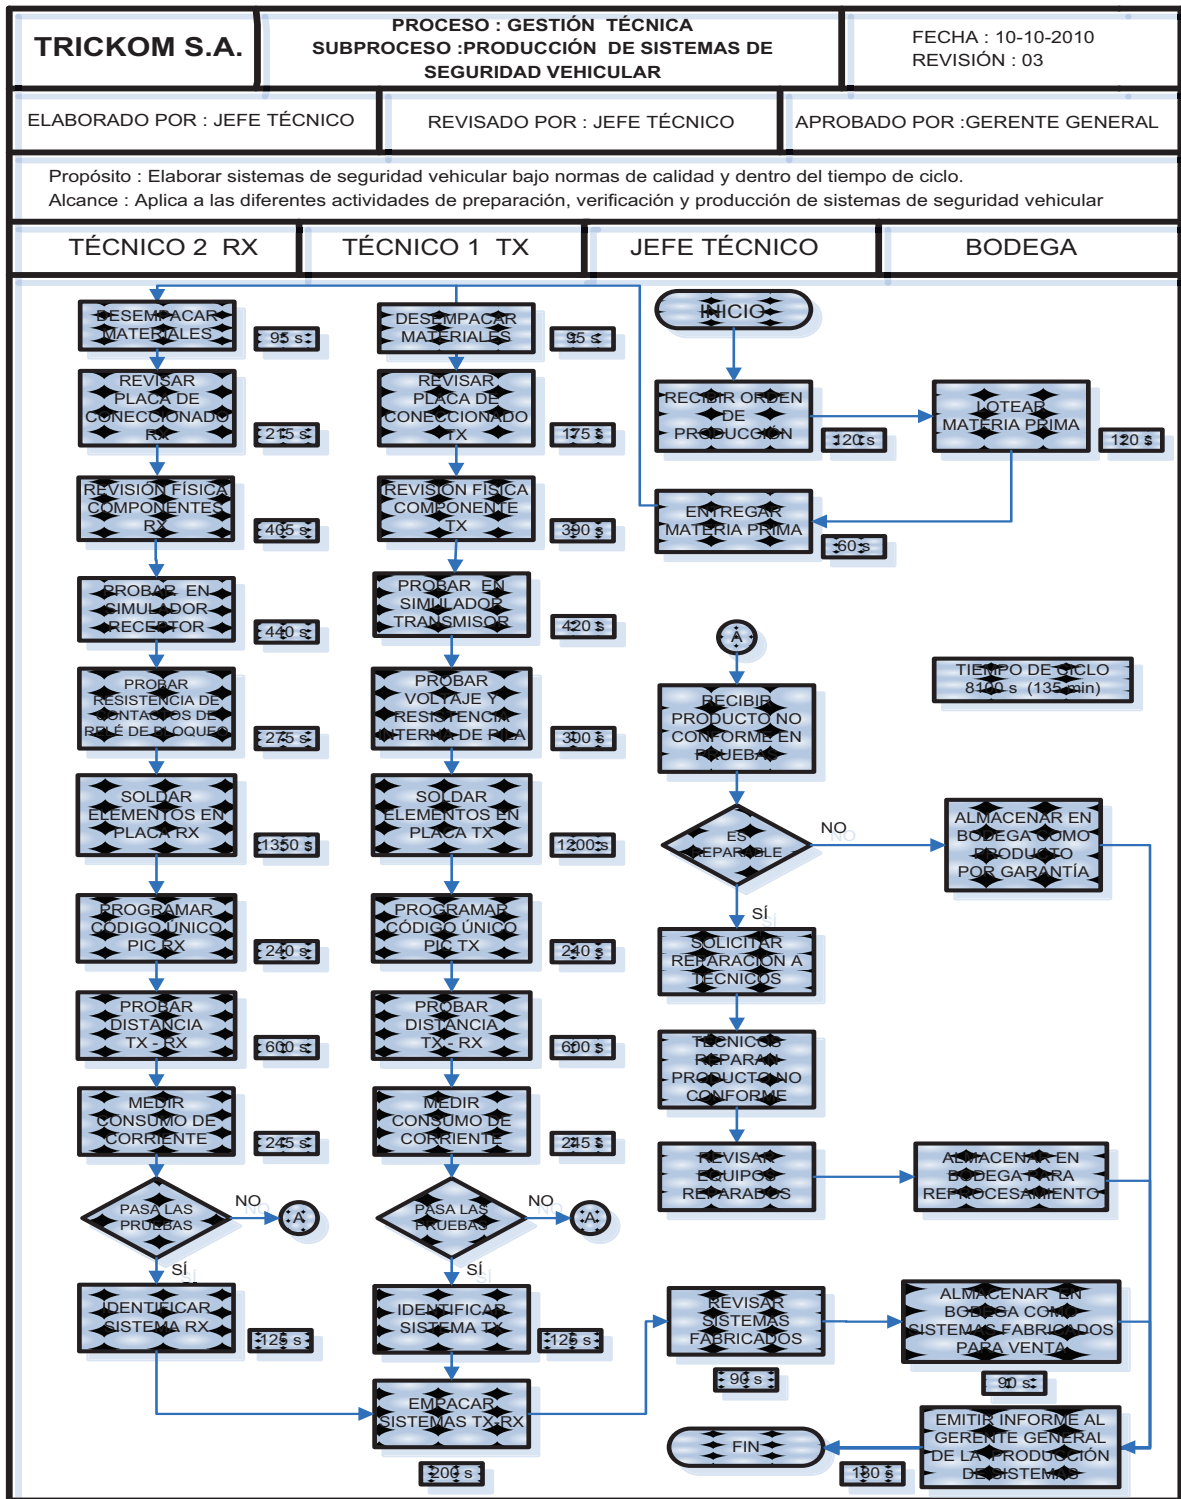 TRICKOM S.A.
PROCESO : GESTIÓN TÉCNICA
SUBPROCESO :PRODUCCIÓN DE SISTEMAS DE
SEGURIDAD VEHICULAR
FECHA : 10-10-2010
REVISIÓN : 03
ELABORADO POR : JEFE TÉCNICO
REVISADO POR : JEFE TÉCNICO
APROBADO POR :GERENTE GENERAL
Propósito : Elaborar sistemas de seguridad vehicular bajo normas de calidad y dentro del tiempo de ciclo.
Alcance : Aplica a las diferentes actividades de preparación, verificación y producción de sistemas de seguridad vehicular
TÉCNICO 2 RX
TÉCNICO 1 TX
JEFE TÉCNICO
BODEGA
DESEMPACAR
MATERIALES
95 s
REVISAR
PLACA DE
CONECCIONADO
RX
215 s
REVISIÓN FÍSICA
COMPONENTES
RX
405 s
PROBAR EN
SIMULADOR
RECEPTOR
440 s
PROBAR
RESISTENCIA DE
CONTACTOS DE
RELÉ DE BLOQUEO
275 s
SOLDAR
ELEMENTOS EN
PLACA RX
1350 s
PROGRAMAR
CÓDIGO ÚNICO
PIC RX
240 s
PROBAR
DISTANCIA
TX - RX
600 s
MEDIR
CONSUMO DE
CORRIENTE
245 s
PASA LAS
PRUEBAS
NO
A
SÍ
IDENTIFICAR
SISTEMA RX
125 s
DESEMPACAR
MATERIALES
95 s
REVISAR
PLACA DE
CONECCIONADO
TX
175 s
REVISIÓN FÍSICA
COMPONENTE
TX
390 s
PROBAR EN
SIMULADOR
TRANSMISOR
420 s
PROBAR
VOLTAJE Y
RESISTENCIA
INTERNA DE PILA
300 s
SOLDAR
ELEMENTOS EN
PLACA TX
1200 s
PROGRAMAR
CÓDIGO ÚNICO
PIC TX
240 s
PROBAR
DISTANCIA
TX - RX
600 s
MEDIR
CONSUMO DE
CORRIENTE
245 s
PASA LAS
PRUEBAS
NO
A
SÍ
IDENTIFICAR
SISTEMA TX
125 s
EMPACAR
SISTEMAS TX-RX
200 s
INICIO
RECIBIR ORDEN
DE
PRODUCCIÓN
120 s
LOTEAR
MATERIA PRIMA
120 s
ENTREGAR
MATERIA PRIMA
60 s
A
TIEMPO DE CICLO
8100 s (135 min)
RECIBIR
PRODUCTO NO
CONFORME EN
PRUEBAS
ES
REPARABLE
NO
ALMACENAR EN
BODEGA COMO
PRODUCTO
POR GARANTÍA
SÍ
SOLICITAR
REPARACIÓN A
TÉCNICOS
TÉCNICOS
REPARAN
PRODUCTO NO
CONFORME
REVISAR
EQUIPOS
REPARADOS
ALMACENAR EN
BODEGA PARA
REPROCESAMIENTO
REVISAR
SISTEMAS
FABRICADOS
90 s
ALMACENAR EN
BODEGA COMO
SISTEMAS FABRICADOS
PARA VENTA
90 s
EMITIR INFORME AL
GERENTE GENERAL
DE LA PRODUCCIÓN
DE SISTEMAS
180 s
FIN